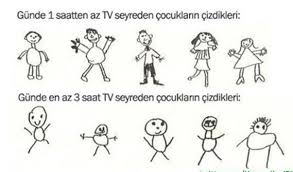 Günde 1 saatten az TV seyreden çocukların çizdikleri:
Günde en az 3 saat TV seyreden çocukların çizdikleri: